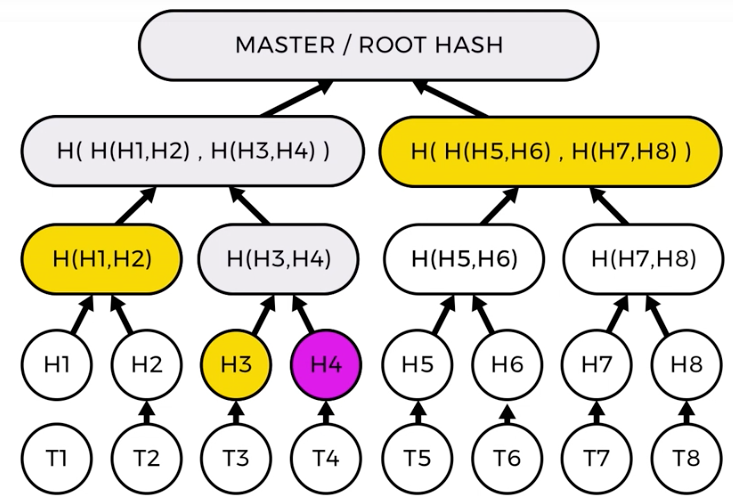 MASTER / ROOT HASH
H( H(H1,H2) , H(H3,H4) )
H( H(H5,H6) , H(H7,H8) )
H(H1,H2)
H(H3,H4)
H(H5,H6)
H(H7,H8)
H1
H2
H3
H4
H5
H6
H7
H8
T1
T2
T3
T4
T5
T6
T7
T8